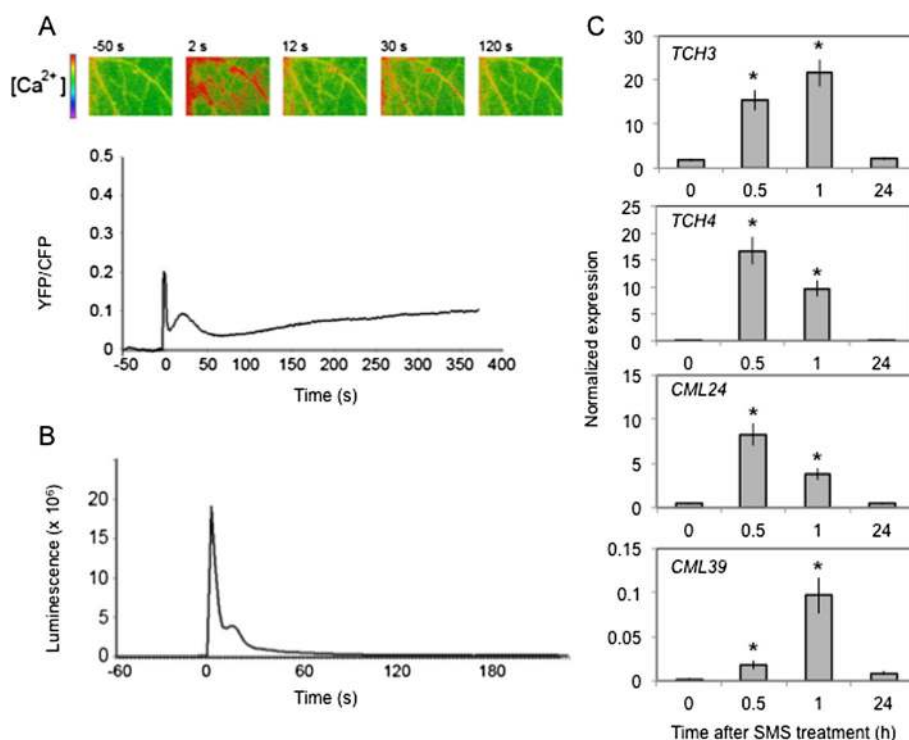 A
-50 s 2 s 12 s 30 s 120 s
[Ca2+]
0.5
0.4
0.3
0.2
0.1
0
YFP/CFP
-50 0 50 100 150 200 250 300 350 400
Time (s)
B
20
15
10
5
0
Luminescence (x 10⁶)
-60 0 60 120 180
Time (s)
C
Normalized expression
TCH3
30
20
10
0
* *
0 0.5 1 24
TCH4
25
20
15
10
5
0
* *
0 0.5 1 24
CML24
15
10
5
0
* *
0 0.5 1 24
CML39
0.15
0.1
0.05
0
* *
0 0.5 1 24
Time after SMS treatment (h)